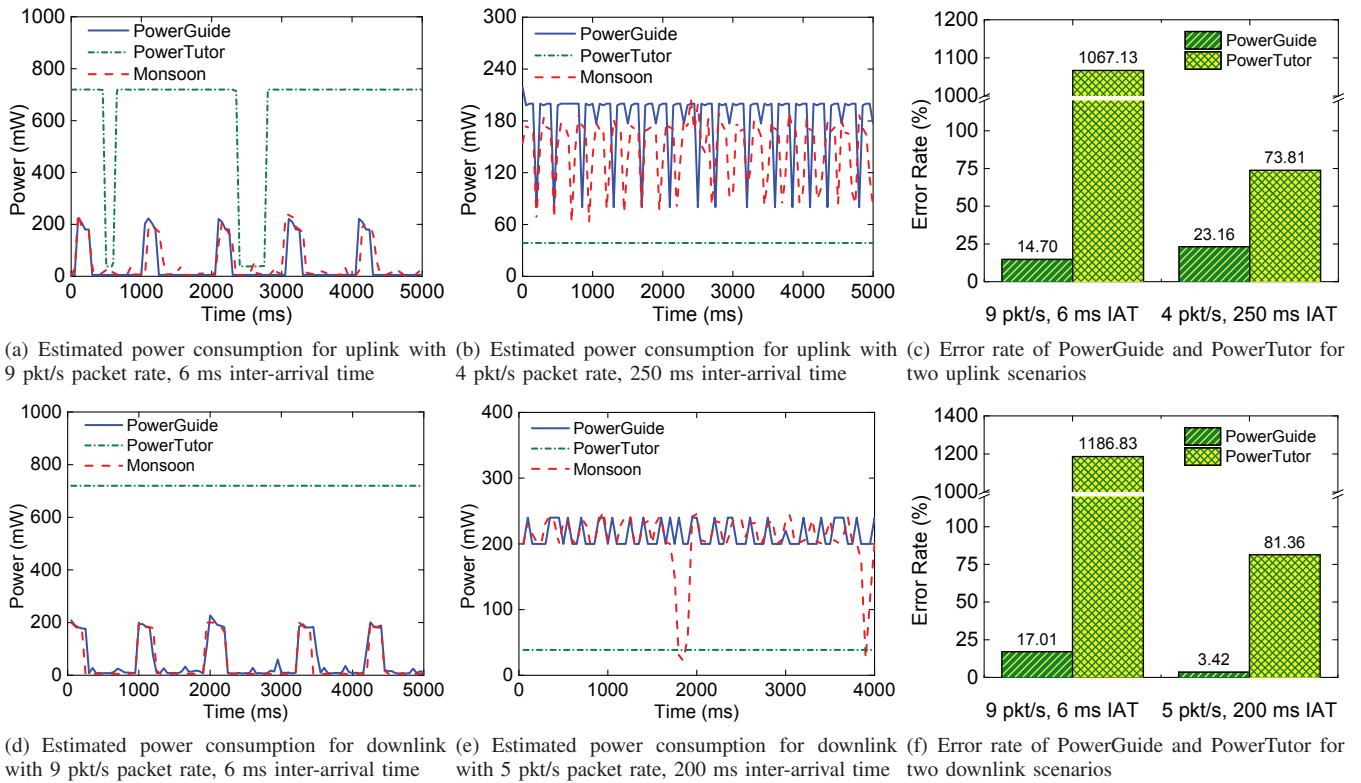 1000
800
600
400
200
0
Power (mW)
PowerGuide
PowerTutor
Monsoon
0 1000 2000 3000 4000 5000
Time (ms)
(a) Estimated power consumption for uplink with
9 pkt/s packet rate, 6 ms inter-arrival time
300
240
180
120
60
0
Power (mW)
PowerGuide
PowerTutor
Monsoon
0 1000 2000 3000 4000 5000
Time (ms)
(b) Estimated power consumption for uplink with
4 pkt/s packet rate, 250 ms inter-arrival time
1200
1100
1000
100
75
50
25
0
Error Rate (%)
PowerGuide
PowerTutor
1067.13
73.81
14.70
23.16
9 pkt/s, 6 ms IAT 4 pkt/s, 250 ms IAT
(c) Error rate of PowerGuide and PowerTutor for
two uplink scenarios
1000
800
600
400
200
0
Power (mW)
PowerGuide
PowerTutor
Monsoon
0 1000 2000 3000 4000 5000
Time (ms)
(d) Estimated power consumption for downlink
with 9 pkt/s packet rate, 6 ms inter-arrival time
400
300
200
100
0
Power (mW)
PowerGuide
PowerTutor
Monsoon
0 1000 2000 3000 4000
Time (ms)
(e) Estimated power consumption for downlink
with 5 pkt/s packet rate, 200 ms inter-arrival time
1400
1200
1000
100
75
50
25
0
Error Rate (%)
PowerGuide
PowerTutor
1186.83
81.36
17.01
3.42
9 pkt/s, 6 ms IAT 5 pkt/s, 200 ms IAT
(f) Error rate of PowerGuide and PowerTutor for
two downlink scenarios